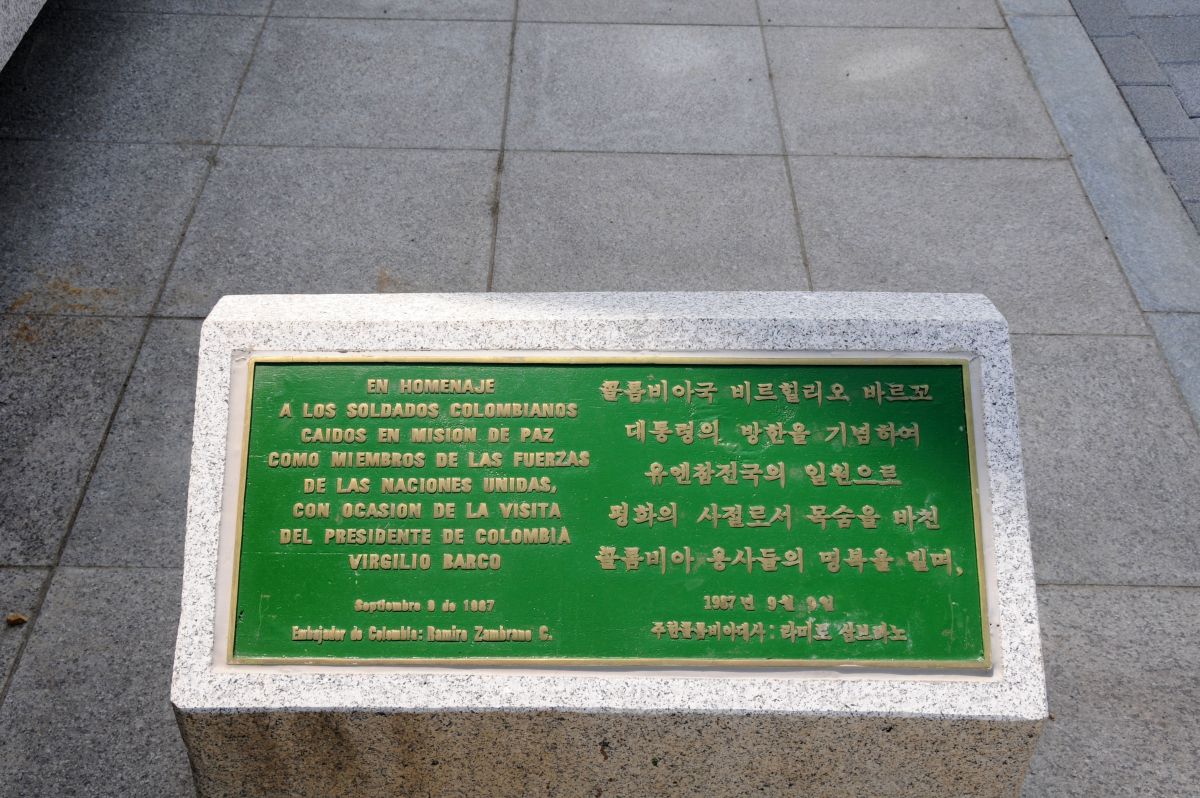 EN HOMENAJE
A LOS SOLDADOS COLOMBIANOS
CAIDOS EN MISION DE PAZ
COMO MIEMBROS DE LAS FUERZAS
DE LAS NACIONES UNIDAS,
CON OCASION DE LA VISITA
DEL PRESIDENTE DE COLOMBIA
VIRGILIO BARCO
Septiembre 9 de 1987
Embajador de Colombia: Ramiro Zambrano C.
콜롬비아국 비르힐리오 바르꼬
대통령의 방한을 기념하여
유엔참전국의 일원으로
평화의 사절로서 목숨을 바친
콜롬비아 용사들의 명복을 빌며,
1987년 9월 9일
주한콜롬비아대사: 라미로 삼브라노